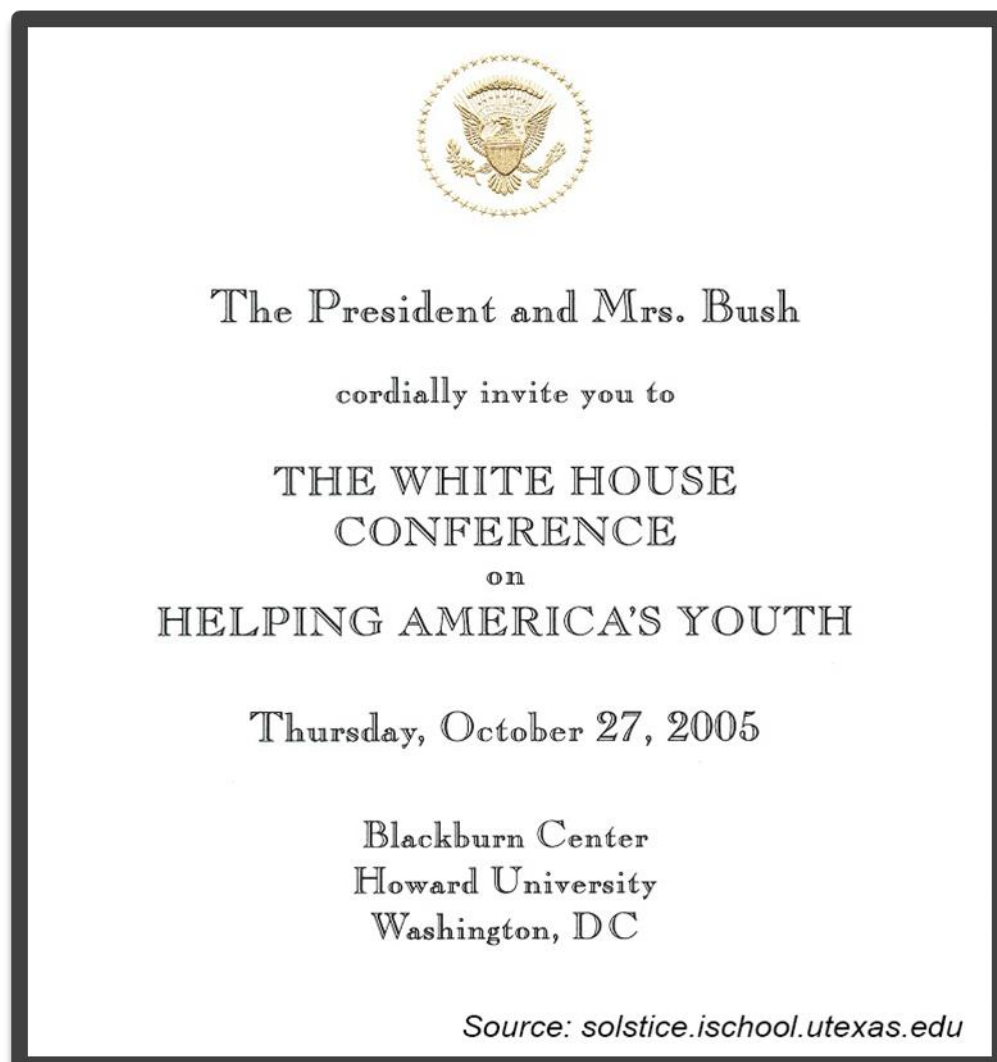 The President and Mrs. Bush
cordially invite you to
THE WHITE HOUSE
CONFERENCE
on
HELPING AMERICA'S YOUTH
Thursday, October 27, 2005
Blackburn Center
Howard University
Washington, DC
Source: solstice.ischool.utexas.edu